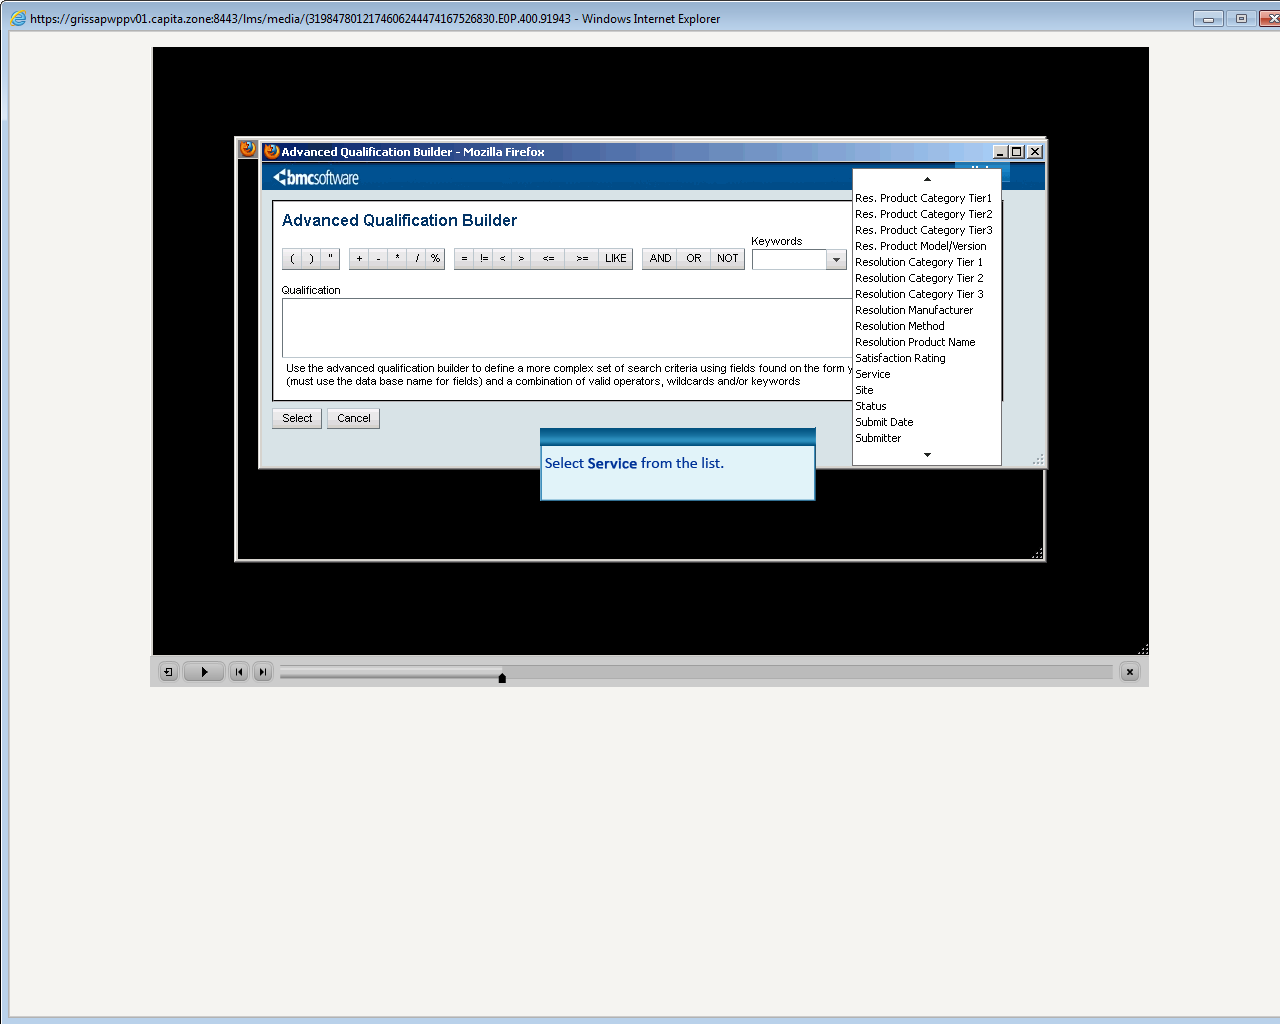 https://grissapwppv01.capita.zone:8443/lms/media/(3198478012174606244474167526830.E0P.400.91943 - Windows Internet Explorer
Advanced Qualification Builder - Mozilla Firefox
bmcsoftware
Advanced Qualification Builder
Keywords
( ) " + - * / % = != < > <= >= LIKE AND OR NOT
Qualification
Use the advanced qualification builder to define a more complex set of search criteria using fields found on the form
(must use the data base name for fields) and a combination of valid operators, wildcards and/or keywords
Select Cancel
Res. Product Category Tier1
Res. Product Category Tier2
Res. Product Category Tier3
Res. Product Model/Version
Resolution Category Tier 1
Resolution Category Tier 2
Resolution Category Tier 3
Resolution Manufacturer
Resolution Method
Resolution Product Name
Satisfaction Rating
Service
Site
Status
Submit Date
Submitter
Select Service from the list.